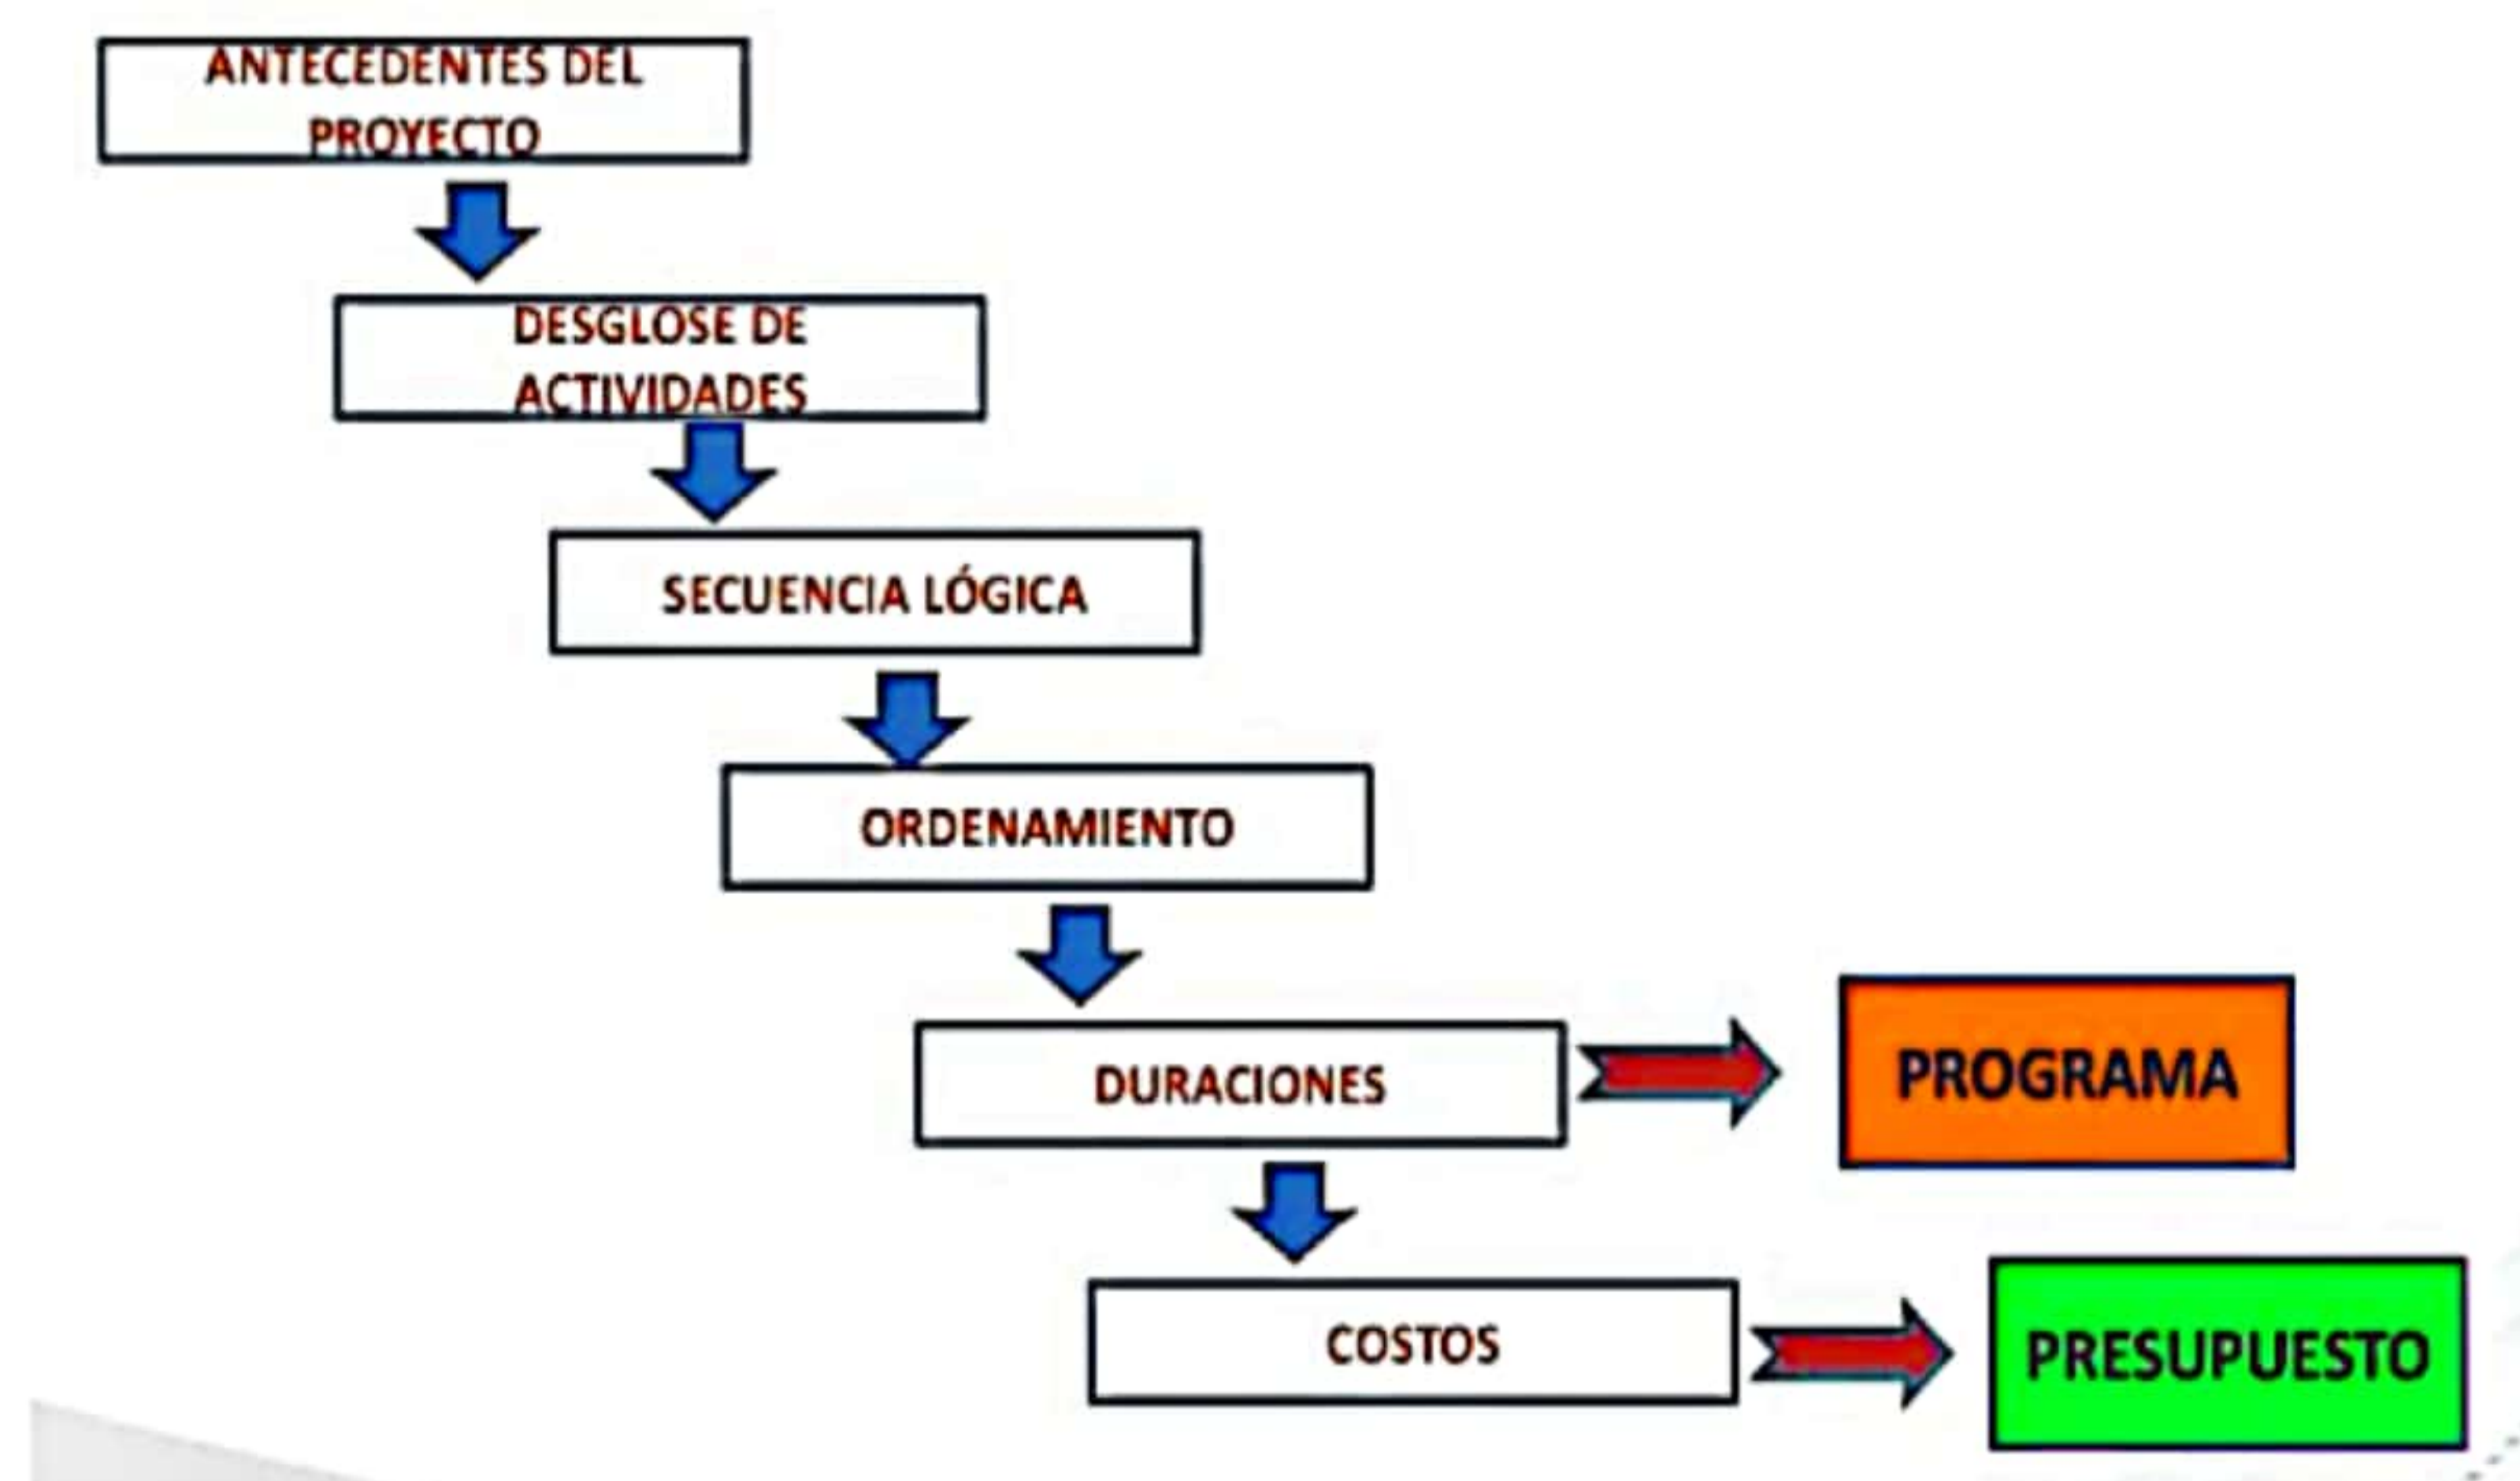 ANTECEDENTES DEL
PROYECTO
DESGLOSE DE
ACTIVIDADES
SECUENCIA LÓGICA
ORDENAMIENTO
DURACIONES
PROGRAMA
COSTOS
PRESUPUESTO